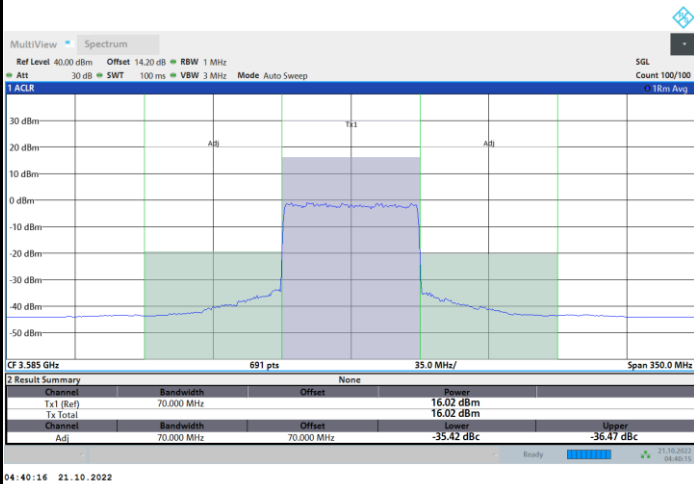 MultiView Spectrum
Ref Level 40.00 dBm Offset 14.20 dB RBW 1 MHz SGL
Att 30 dB SWT 100 ms VBW 3 MHz Mode Auto Sweep Count 100/100
1 ACLR 1Rm Avg
30 dBm
Tx1
20 dBm
Adj Adj
10 dBm
0 dBm
-10 dBm
-20 dBm
-30 dBm
-40 dBm
-50 dBm
CF 3.585 GHz 691 pts 35.0 MHz/ Span 350.0 MHz
2 Result Summary None
Channel Bandwidth Offset Power
Tx1 (Ref) 70.000 MHz 16.02 dBm
Tx Total 16.02 dBm
Channel Bandwidth Offset Lower Upper
Adj 70.000 MHz 70.000 MHz -35.42 dBc -36.47 dBc
Ready 21.10.2022
04:40:15
04:40:16 21.10.2022